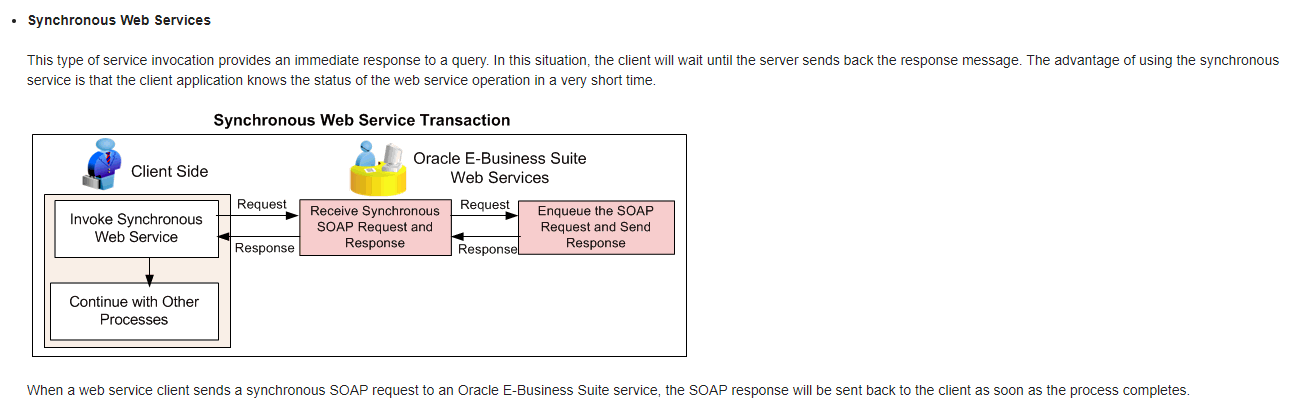 • Synchronous Web Services
This type of service invocation provides an immediate response to a query. In this situation, the client will wait until the server sends back the response message. The advantage of using the synchronous
service is that the client application knows the status of the web service operation in a very short time.
Synchronous Web Service Transaction
Client Side
Oracle E-Business Suite
Web Services
Invoke Synchronous
Web Service
Request
Response
Receive Synchronous
SOAP Request and
Response
Request
Response
Enqueue the SOAP
Request and Send
Response
Continue with Other
Processes
When a web service client sends a synchronous SOAP request to an Oracle E-Business Suite service, the SOAP response will be sent back to the client as soon as the process completes.